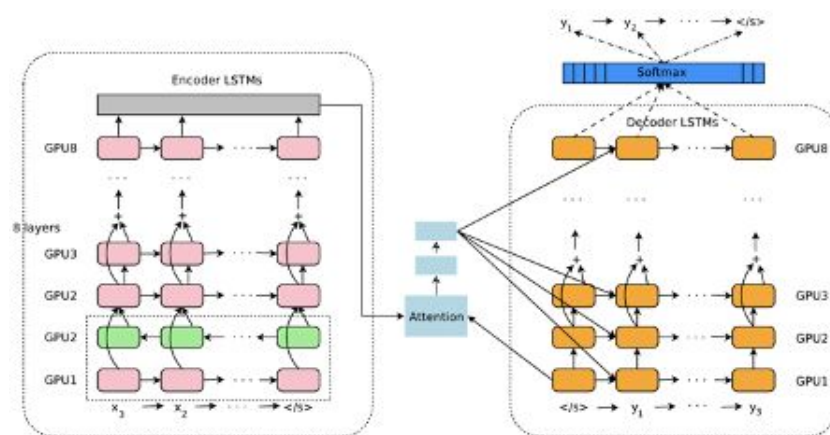 y1 y2 ... </s>
Softmax
Encoder LSTMs
Decoder LSTMs
GPU8
GPU8
8 layers
GPU3
GPU3
GPU2
GPU2
GPU2
Attention
GPU1
GPU1
x3 x2 ... </s>
</s> y1 ... y3